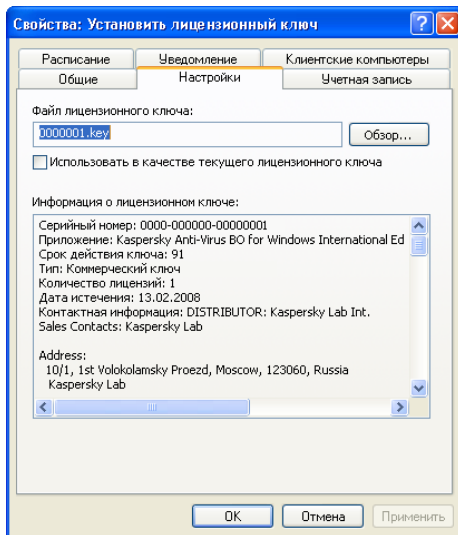 Свойства: Установить лицензионный ключ
Расписание Уведомление Клиентские компьютеры
Общие Настройки Учетная запись
Файл лицензионного ключа:
0000001.key Обзор...
Использовать в качестве текущего лицензионного ключа
Информация о лицензионном ключе:
Серийный номер: 0000-000000-00000001
Приложение: Kaspersky Anti-Virus BO for Windows International Ed
Срок действия ключа: 91
Тип: Коммерческий ключ
Количество лицензий: 1
Дата истечения: 13.02.2008
Контактная информация: DISTRIBUTOR: Kaspersky Lab Int.
Sales Contacts: Kaspersky Lab
Address:
10/1, 1st Volokolamsky Proezd, Moscow, 123060, Russia
Kaspersky Lab
OK Отмена Применить